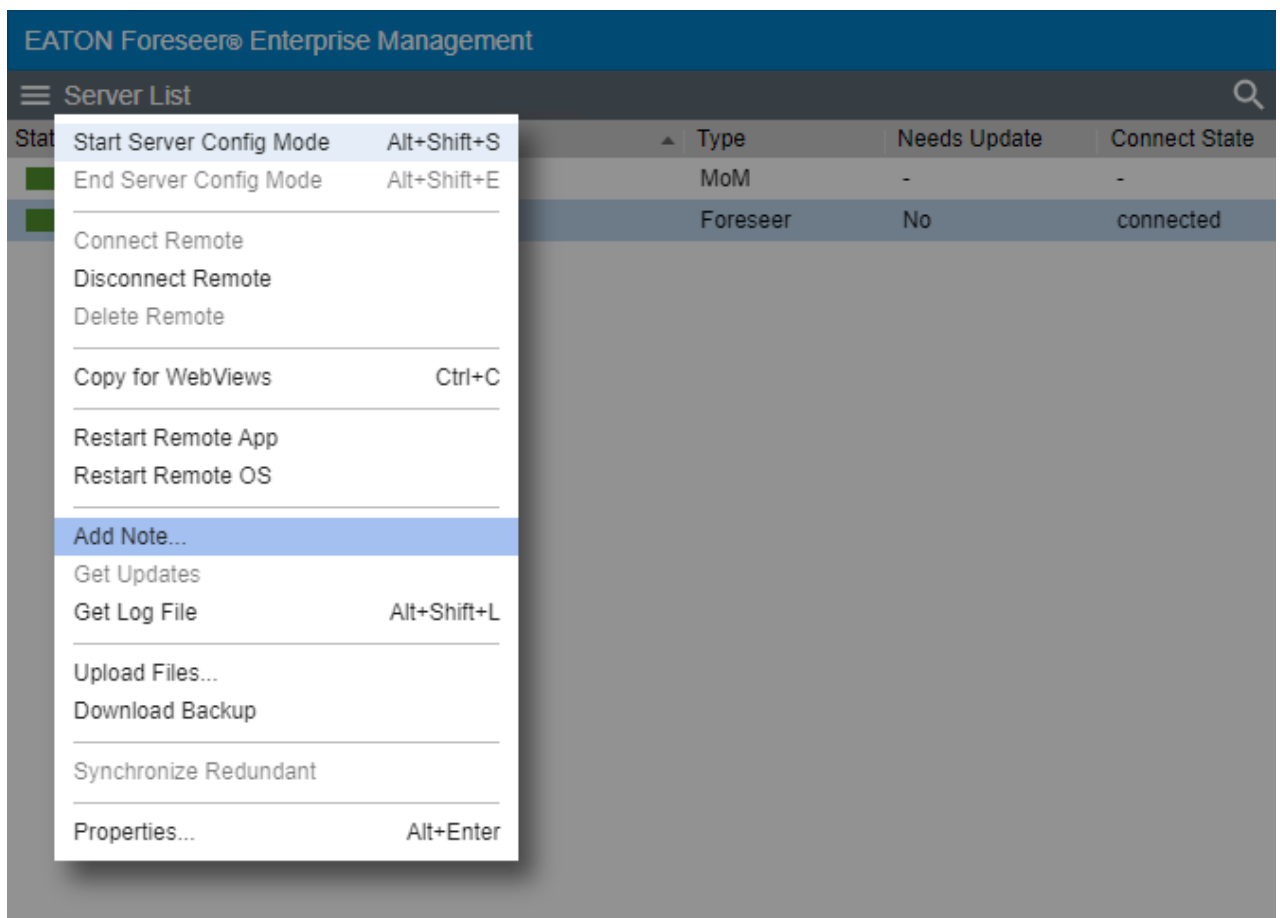 EATON Foreseer® Enterprise Management
Server List
Stat Type Needs Update Connect State
MoM - -
Foreseer No connected
Start Server Config Mode Alt+Shift+S
End Server Config Mode Alt+Shift+E
Connect Remote
Disconnect Remote
Delete Remote
Copy for WebViews Ctrl+C
Restart Remote App
Restart Remote OS
Add Note...
Get Updates
Get Log File Alt+Shift+L
Upload Files...
Download Backup
Synchronize Redundant
Properties... Alt+Enter